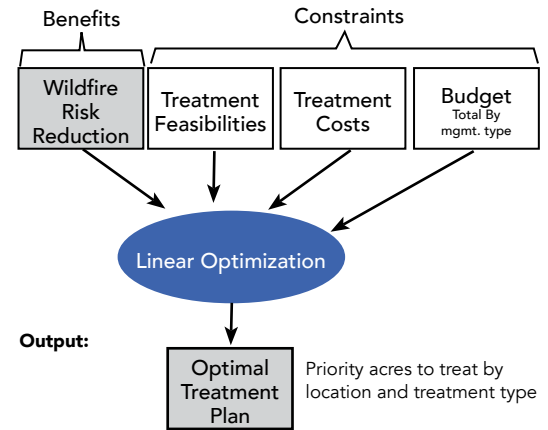 Benefits
Constraints
Wildfire
Risk
Reduction
Treatment
Feasibilities
Treatment
Costs
Budget
Total By
mgmt. type
Linear Optimization
Output:
Optimal
Treatment
Plan
Priority acres to treat by
location and treatment type